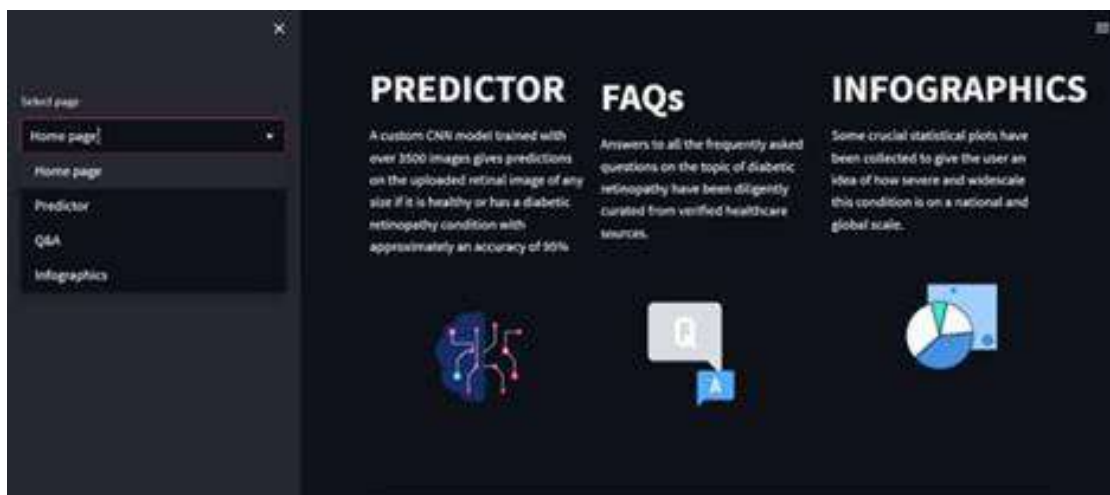 Select page
Home page
Home page
Predictor
Q&A
Infographics
PREDICTOR
A custom CNN model trained with
over 3500 images gives predictions
on the uploaded retinal image of any
size if it is healthy or has a diabetic
retinopathy condition with
approximately an accuracy of 95%
FAQs
Answers to all the frequently asked
questions on the topic of diabetic
retinopathy have been diligently
curated from verified healthcare
sources.
Q
A
INFOGRAPHICS
Some crucial statistical plots have
been collected to give the user an
idea of how severe and widescale
this condition is on a national and
global scale.